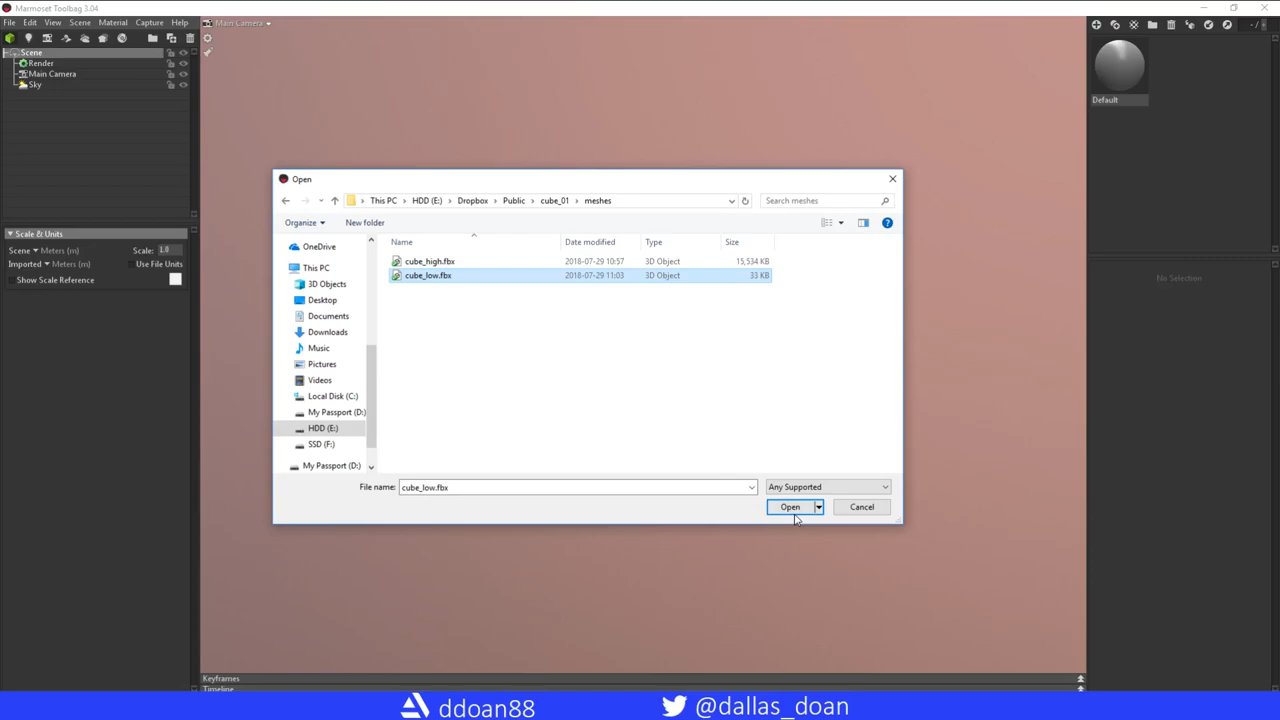 Marmoset Toolbag 3.04
File Edit View Scene Material Capture Help
Main Camera
Scene
Render
Main Camera
Sky
Default
Scale & Units
Scene Meters (m) Scale: 1.0
Imported Meters (m) Use File Units
Show Scale Reference
No Selection
Open
This PC HDD (E:) Dropbox Public cube_01 meshes
Search meshes
Organize New folder
Name Date modified Type Size
cube_high.fbx 2018-07-29 10:57 3D Object 15,534 KB
cube_low.fbx 2018-07-29 11:03 3D Object 33 KB
OneDrive
This PC
3D Objects
Desktop
Documents
Downloads
Music
Pictures
Videos
Local Disk (C:)
My Passport (D:)
HDD (E:)
SSD (F:)
My Passport (D:)
File name: cube_low.fbx Any Supported
Open Cancel
Keyframes
Timeline
ddoan88 @dallas_doan